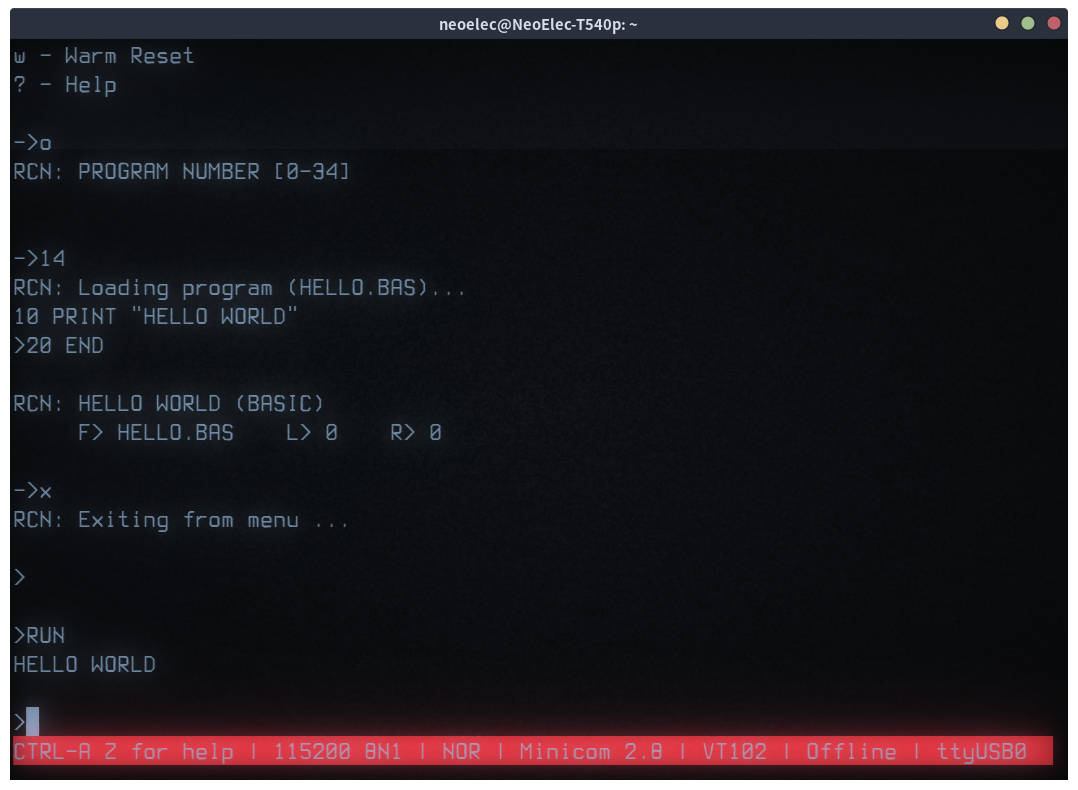 neoelec@NeoElec-T540p: ~
w - Warm Reset
? - Help
->o
RCN: PROGRAM NUMBER [0-34]
->14
RCN: Loading program (HELLO.BAS)...
10 PRINT "HELLO WORLD"
>20 END
RCN: HELLO WORLD (BASIC)
     F> HELLO.BAS    L> 0    R> 0
->x
RCN: Exiting from menu ...
>
>RUN
HELLO WORLD
>
CTRL-A Z for help | 115200 8N1 | NOR | Minicom 2.8 | VT102 | Offline | ttyUSB0